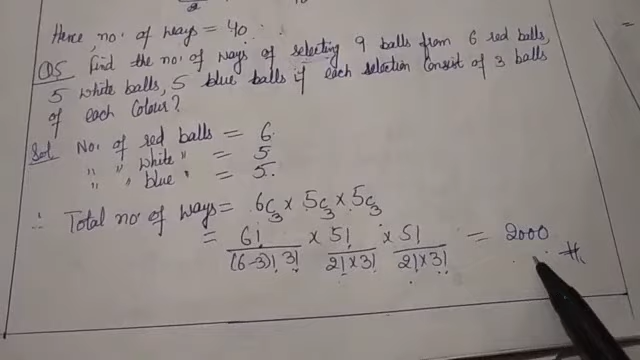 Hence, no. of ways = 40
Q5 Find the no. of ways of selecting 9 balls from 6 red balls,
5 white balls, 5 blue balls if each selection consist of 3 balls
of each colour?
Sol No. of red balls = 6
" " white " = 5
" " blue " = 5.
∴ Total no of ways = 6c3 × 5c3 × 5c3
= 6!/(6-3)! 3! × 5!/2! × 3! × 5!/2! × 3! = 2000